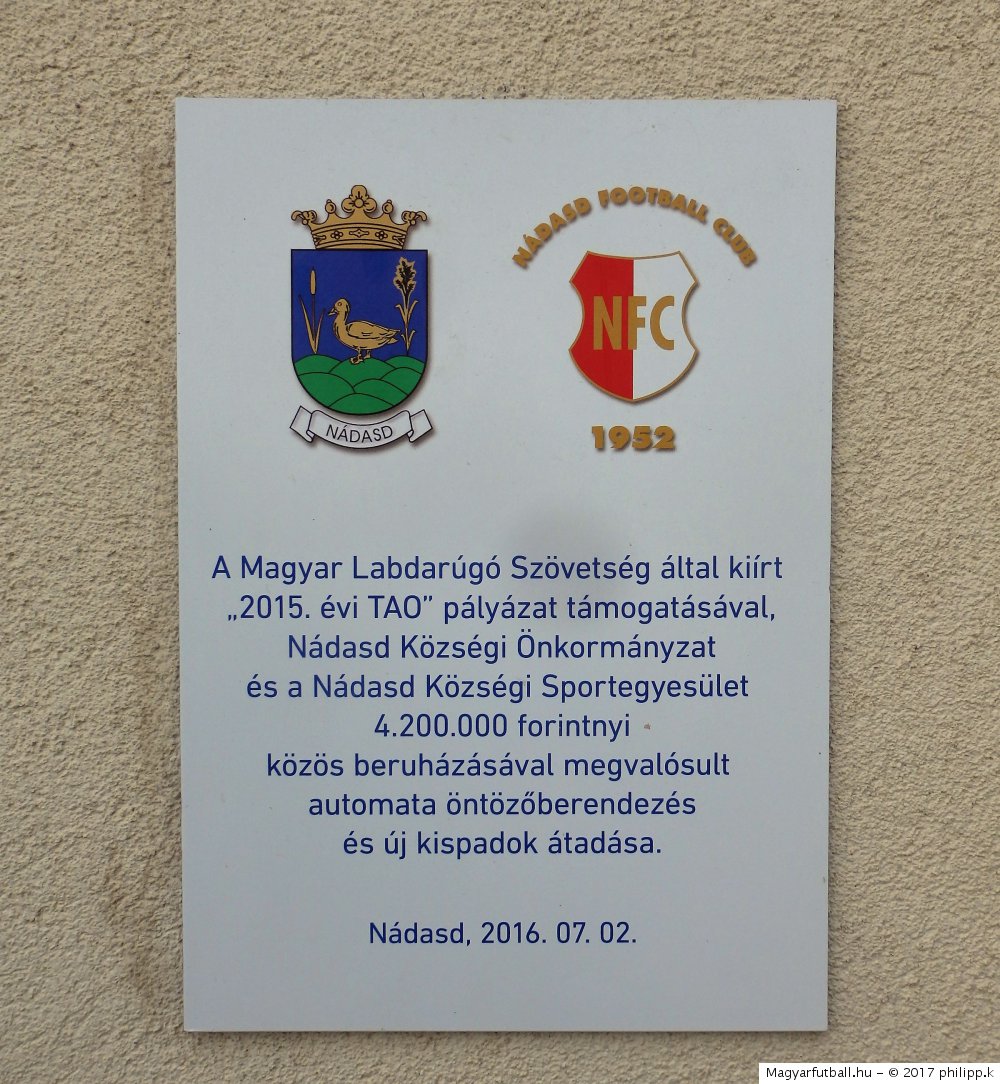 NÁDASD FOOTBALL CLUB
NFC
NÁDASD
1952
A Magyar Labdarúgó Szövetség által kiírt
„2015. évi TAO” pályázat támogatásával,
Nádasd Községi Önkormányzat
és a Nádasd Községi Sportegyesület
4.200.000 forintnyi
közös beruházásával megvalósult
automata öntözőberendezés
és új kispadok átadása.
Nádasd, 2016. 07. 02.
Magyarfutball.hu – © 2017 philipp.k